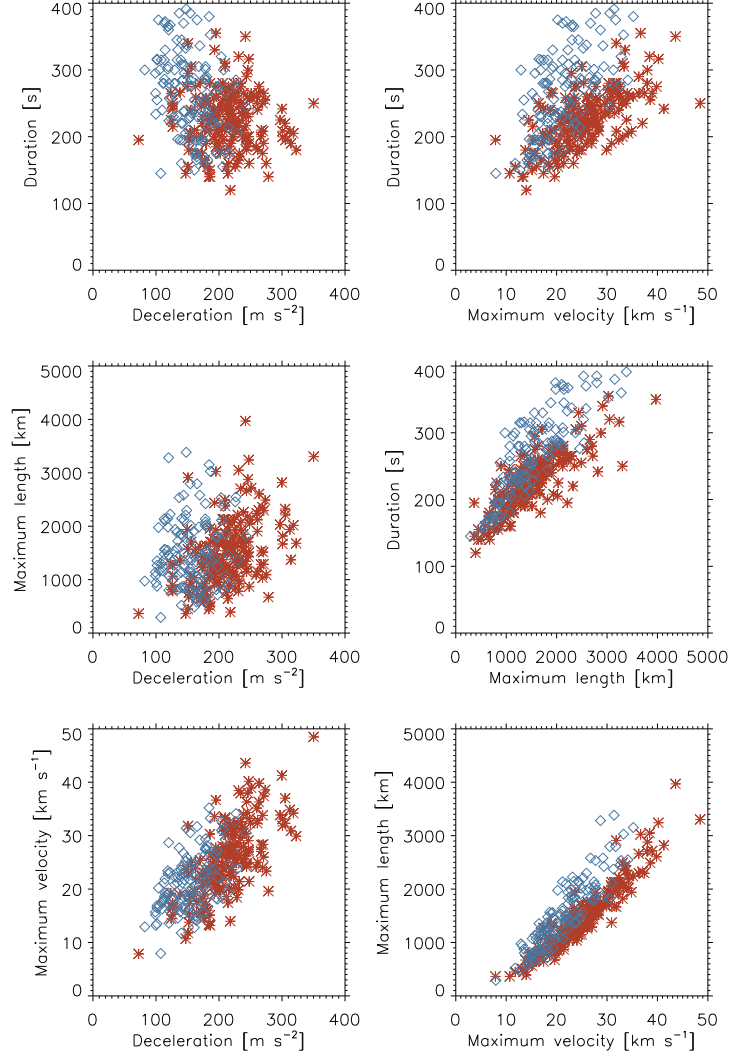 400
300
200
100
0
Duration [s]
0 100 200 300 400
Deceleration [m s⁻²]
400
300
200
100
0
Duration [s]
0 10 20 30 40 50
Maximum velocity [km s⁻¹]
5000
4000
3000
2000
1000
0
Maximum length [km]
0 100 200 300 400
Deceleration [m s⁻²]
400
300
200
100
0
Duration [s]
0 1000 2000 3000 4000 5000
Maximum length [km]
50
40
30
20
10
0
Maximum velocity [km s⁻¹]
0 100 200 300 400
Deceleration [m s⁻²]
5000
4000
3000
2000
1000
0
Maximum length [km]
0 10 20 30 40 50
Maximum velocity [km s⁻¹]